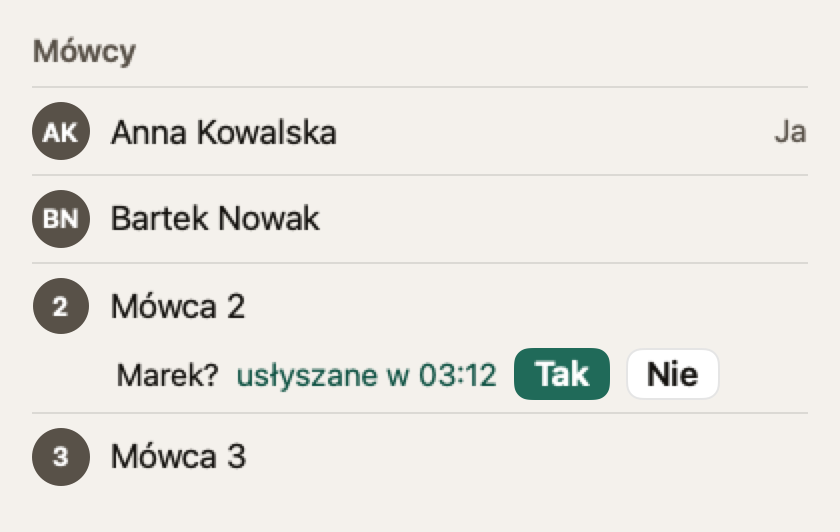 Mówcy
AK Anna Kowalska Ja
BN Bartek Nowak
2 Mówca 2
Marek? usłyszane w 03:12 Tak Nie
3 Mówca 3